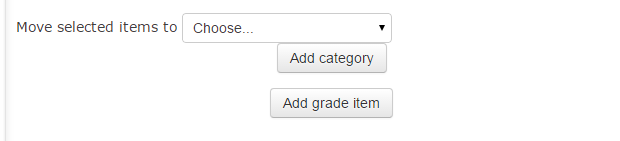 Move selected items to Choose...
Add category
Add grade item